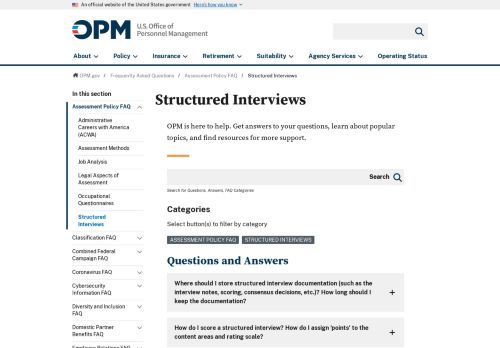 An official website of the United States government Here's how you know
OPM U.S. Office of
Personnel Management
About Policy Insurance Retirement Suitability Agency Services Operating Status
OPM.gov / Frequently Asked Questions / Assessment Policy FAQ / Structured Interviews
In this section
Assessment Policy FAQ
Administrative
Careers with America
(ACWA)
Assessment Methods
Job Analysis
Legal Aspects of
Assessment
Occupational
Questionnaires
Structured
Interviews
Classification FAQ
Combined Federal
Campaign FAQ
Coronavirus FAQ
Cybersecurity
Information FAQ
Diversity and Inclusion
FAQ
Domestic Partner
Benefits FAQ
Employee Relations FAQ
Structured Interviews
OPM is here to help. Get answers to your questions, learn about popular
topics, and find resources for more support.
Search
Search for Questions, Answers, FAQ Categories
Categories
Select button(s) to filter by category
ASSESSMENT POLICY FAQ STRUCTURED INTERVIEWS
Questions and Answers
Where should I store structured interview documentation (such as the
interview notes, scoring, consensus decisions, etc.)? How long should I
keep the documentation?
How do I score a structured interview? How do I assign 'points' to the
content areas and rating scale?